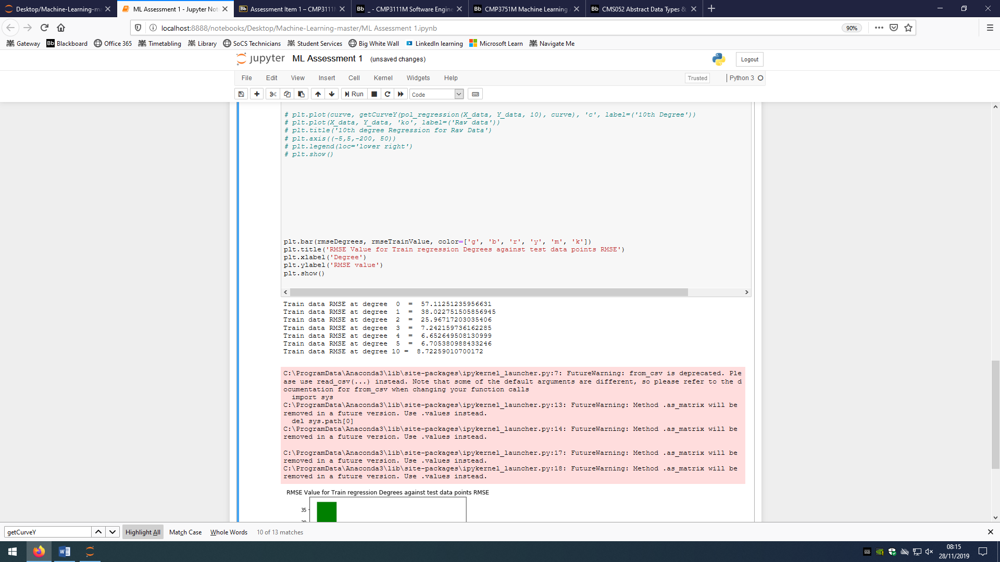 Desktop/Machine-Learning-ma
ML Assessment 1 - Jupyter Not
Assessment Item 1 – CMP3111M
_ - CMP3111M Software Engine
CMP3751M Machine Learning A
CMS052 Abstract Data Types &
localhost:8888/notebooks/Desktop/Machine-Learning-master/ML Assessment 1.ipynb
90%
Gateway
Bb Blackboard
Office 365
Timetabling
Library
SoCS Technicians
Student Services
Big White Wall
LinkedIn learning
Microsoft Learn
Navigate Me
jupyter ML Assessment 1 (unsaved changes)
Logout
File Edit View Insert Cell Kernel Widgets Help
Trusted
Python 3
Run
Code
# plt.plot(curve, getCurveY(pol_regression(X_data, Y_data, 10), curve), 'c', label=('10th Degree'))
# plt.plot(X_data, Y_data, 'ko', label=('Raw data'))
# plt.title('10th degree Regression for Raw Data')
# plt.axis((-5,5,-200, 50))
# plt.legend(loc='lower right')
# plt.show()
plt.bar(rmseDegrees, rmseTrainValue, color=['g', 'b', 'r', 'y', 'm', 'k'])
plt.title('RMSE Value for Train regression Degrees against test data points RMSE')
plt.xlabel('Degree')
plt.ylabel('RMSE value')
plt.show()
Train data RMSE at degree  0  =  57.11251235956631
Train data RMSE at degree  1  =  38.022751505856945
Train data RMSE at degree  2  =  25.96717203035406
Train data RMSE at degree  3  =  7.242159736162285
Train data RMSE at degree  4  =  6.652649508130999
Train data RMSE at degree  5  =  6.705380988433246
Train data RMSE at degree 10 =  8.72259010700172
C:\ProgramData\Anaconda3\lib\site-packages\ipykernel_launcher.py:7: FutureWarning: from_csv is deprecated. Ple
ase use read_csv(...) instead. Note that some of the default arguments are different, so please refer to the d
ocumentation for from_csv when changing your function calls
import sys
C:\ProgramData\Anaconda3\lib\site-packages\ipykernel_launcher.py:13: FutureWarning: Method .as_matrix will be
removed in a future version. Use .values instead.
del sys.path[0]
C:\ProgramData\Anaconda3\lib\site-packages\ipykernel_launcher.py:14: FutureWarning: Method .as_matrix will be
removed in a future version. Use .values instead.
C:\ProgramData\Anaconda3\lib\site-packages\ipykernel_launcher.py:17: FutureWarning: Method .as_matrix will be
removed in a future version. Use .values instead.
C:\ProgramData\Anaconda3\lib\site-packages\ipykernel_launcher.py:18: FutureWarning: Method .as_matrix will be
removed in a future version. Use .values instead.
RMSE Value for Train regression Degrees against test data points RMSE
35
getCurveY
Highlight All
Match Case
Whole Words
10 of 13 matches
08:15
28/11/2019